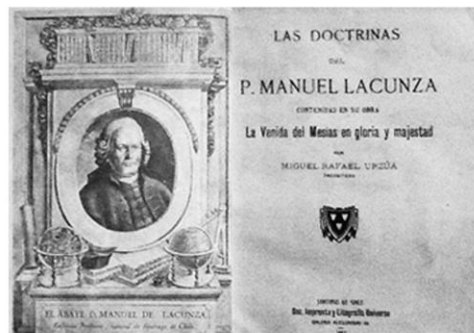 EL ABATE D. MANUEL DE LACUNZA
LAS DOCTRINAS
DEL
P. MANUEL LACUNZA
CONTENIDAS EN SU OBRA
La Venida del Mesías en gloria y majestad
POR
MIGUEL RAFAEL URZÚA
SANTIAGO DE CHILE
Soc. Imprenta y Litografía Universo